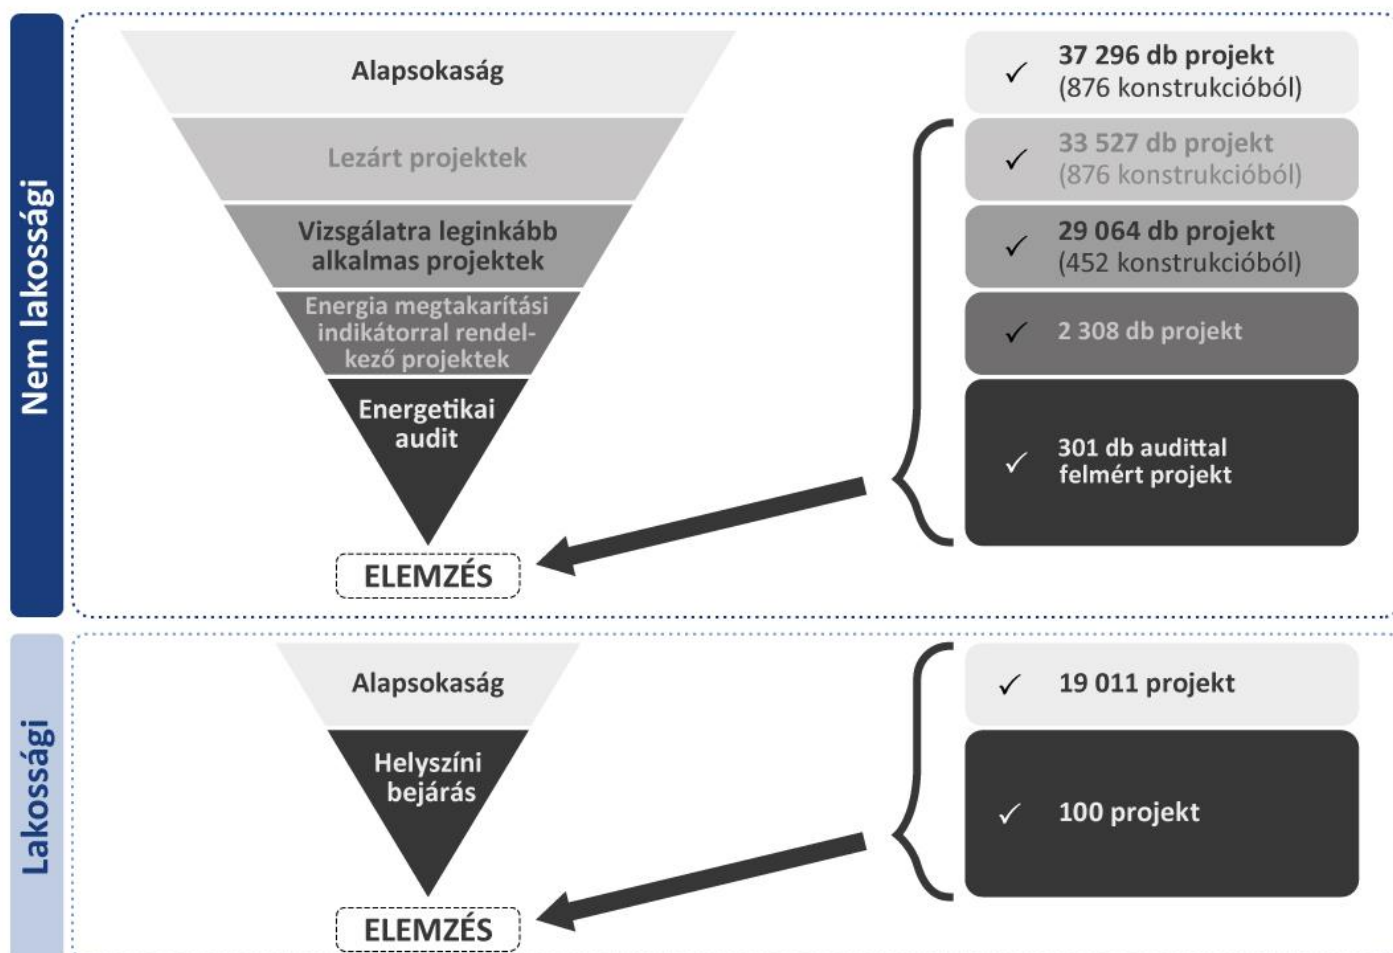 Nem lakossági
Alapsokaság
37 296 db projekt
(876 konstrukcióból)
Lezárt projektek
33 527 db projekt
(876 konstrukcióból)
Vizsgálatra leginkább
alkalmas projektek
29 064 db projekt
(452 konstrukcióból)
Energia megtakarítási
indikátorral rendel-
kező projektek
2 308 db projekt
Energetikai
audit
301 db audittal
felmért projekt
ELEMZÉS
Lakossági
Alapsokaság
19 011 projekt
Helyszíni
bejárás
100 projekt
ELEMZÉS